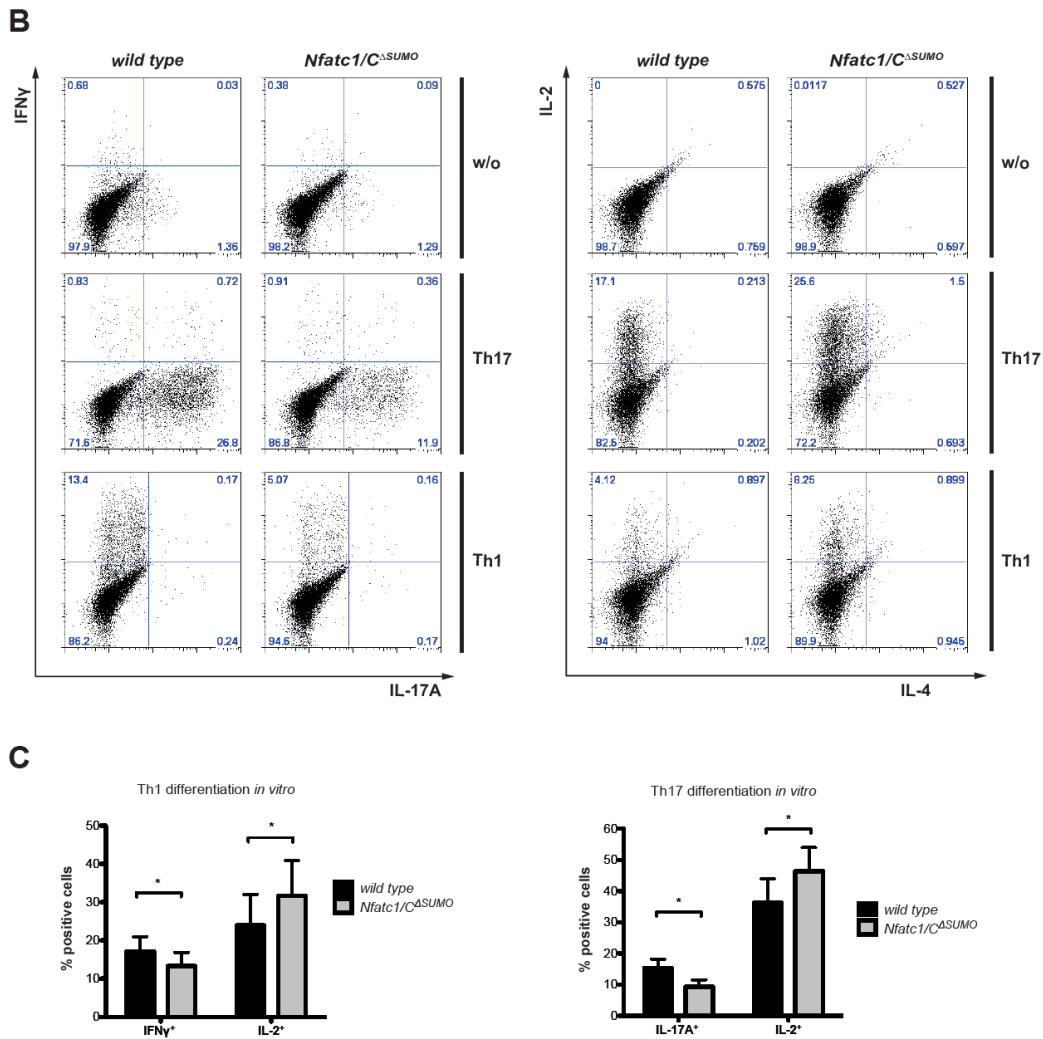 B
wild type Nfatc1/CΔSUMO wild type Nfatc1/CΔSUMO
IFNγ IL-2
0.68 0.03 0.38 0.09 0 0.575 0.0117 0.527
w/o w/o
97.9 1.36 98.2 1.29 98.7 0.759 98.9 0.597
0.83 0.72 0.91 0.36 17.1 0.213 25.6 1.5
Th17 Th17
71.6 26.8 86.8 11.9 82.5 0.202 72.2 0.693
13.4 0.17 5.07 0.16 4.12 0.897 8.25 0.899
Th1 Th1
86.2 0.24 94.6 0.17 94 1.02 89.9 0.945
IL-17A IL-4
C
Th1 differentiation in vitro
% positive cells
50
40
30
20
10
0
*
*
IFNγ+ IL-2+
wild type
Nfatc1/CΔSUMO
Th17 differentiation in vitro
% positive cells
60
50
40
30
20
10
0
*
*
IL-17A+ IL-2+
wild type
Nfatc1/CΔSUMO